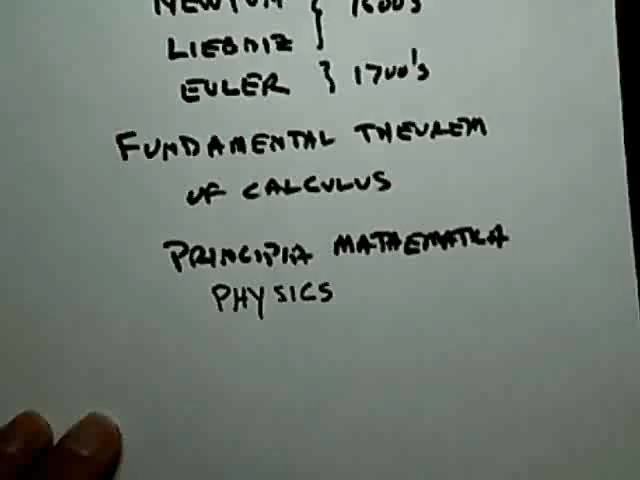 NEWTON } 1600's
LIEBNIZ
EULER } 1700's
FUNDAMENTAL THEOREM
OF CALCULUS
PRINCIPIA MATHEMATICA
PHYSICS